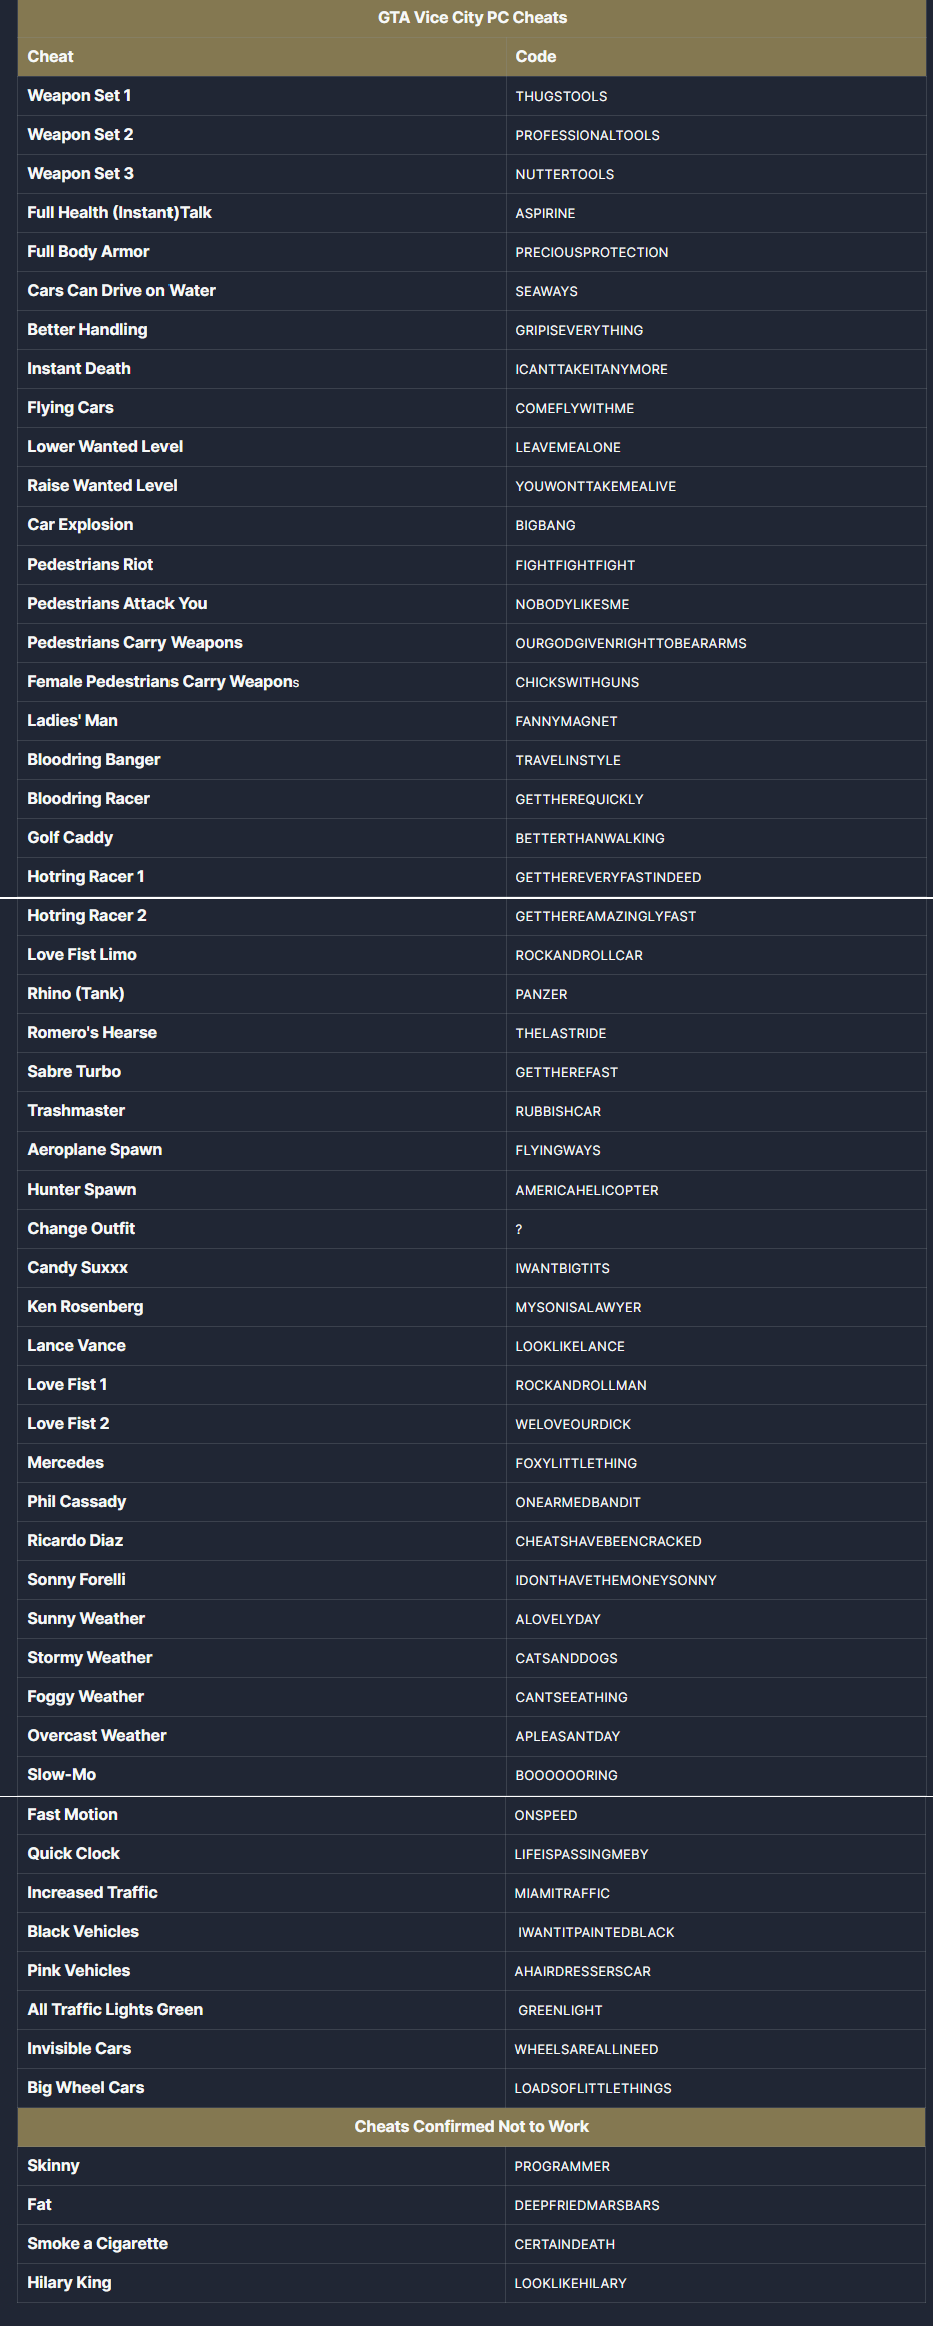 GTA Vice City PC Cheats
Cheat Code
Weapon Set 1 THUGSTOOLS
Weapon Set 2 PROFESSIONALTOOLS
Weapon Set 3 NUTTERTOOLS
Full Health (Instant)Talk ASPIRINE
Full Body Armor PRECIOUSPROTECTION
Cars Can Drive on Water SEAWAYS
Better Handling GRIPISEVERYTHING
Instant Death ICANTTAKEITANYMORE
Flying Cars COMEFLYWITHME
Lower Wanted Level LEAVEMEALONE
Raise Wanted Level YOUWONTTAKEMEALIVE
Car Explosion BIGBANG
Pedestrians Riot FIGHTFIGHTFIGHT
Pedestrians Attack You NOBODYLIKESME
Pedestrians Carry Weapons OURGODGIVENRIGHTTOBEARARMS
Female Pedestrians Carry Weapons CHICKSWITHGUNS
Ladies' Man FANNYMAGNET
Bloodring Banger TRAVELINSTYLE
Bloodring Racer GETTHEREQUICKLY
Golf Caddy BETTERTHANWALKING
Hotring Racer 1 GETTHEREVERYFASTINDEED
Hotring Racer 2 GETTHEREAMAZINGLYFAST
Love Fist Limo ROCKANDROLLCAR
Rhino (Tank) PANZER
Romero's Hearse THELASTRIDE
Sabre Turbo GETTHEREFAST
Trashmaster RUBBISHCAR
Aeroplane Spawn FLYINGWAYS
Hunter Spawn AMERICAHELICOPTER
Change Outfit ?
Candy Suxxx IWANTBIGTITS
Ken Rosenberg MYSONISALAWYER
Lance Vance LOOKLIKELANCE
Love Fist 1 ROCKANDROLLMAN
Love Fist 2 WELOVEOURDICK
Mercedes FOXYLITTLETHING
Phil Cassady ONEARMEDBANDIT
Ricardo Diaz CHEATSHAVEBEENCRACKED
Sonny Forelli IDONTHAVETHEMONEYSONNY
Sunny Weather ALOVELYDAY
Stormy Weather CATSANDDOGS
Foggy Weather CANTSEEATHING
Overcast Weather APLEASANTDAY
Slow-Mo BOOOOOORING
Fast Motion ONSPEED
Quick Clock LIFEISPASSINGMEBY
Increased Traffic MIAMITRAFFIC
Black Vehicles IWANTITPAINTEDBLACK
Pink Vehicles AHAIRDRESSERSCAR
All Traffic Lights Green GREENLIGHT
Invisible Cars WHEELSAREALLINEED
Big Wheel Cars LOADSOFLITTLETHINGS
Cheats Confirmed Not to Work
Skinny PROGRAMMER
Fat DEEPFRIEDMARSBARS
Smoke a Cigarette CERTAINDEATH
Hilary King LOOKLIKEHILARY